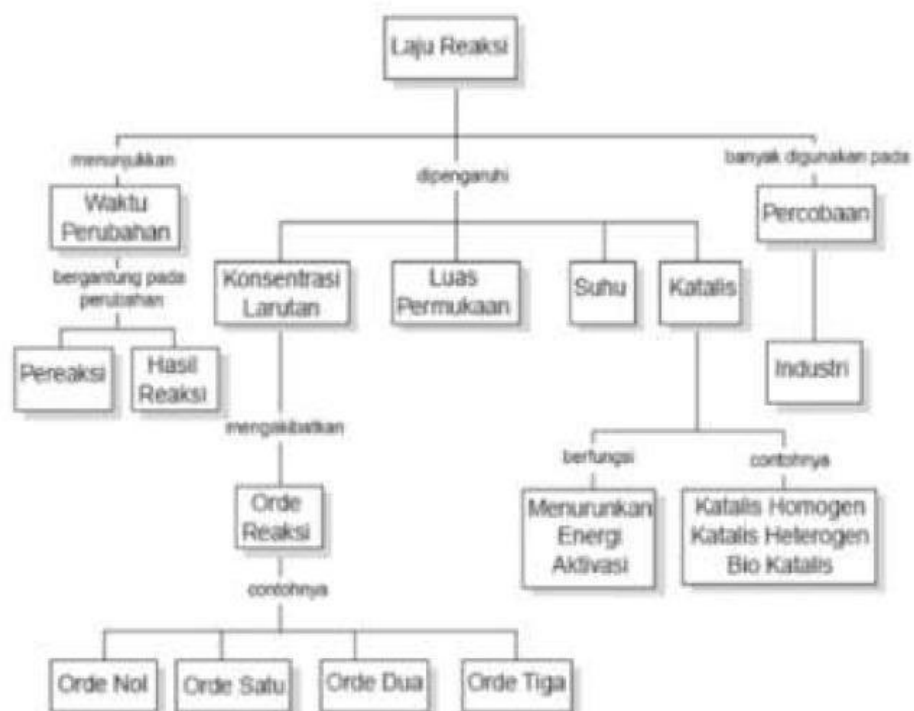 Laju Reaksi
menunjukkan
dipengaruhi
banyak digunakan pada
Waktu
Perubahan
Percobaan
bergantung pada
perubahan
Konsentrasi
Larutan
Luas
Permukaan
Suhu
Katalis
Pereaksi
Hasil
Reaksi
Industri
mengakibatkan
berfungsi
contohnya
Orde
Reaksi
Menurunkan
Energi
Aktivasi
Katalis Homogen
Katalis Heterogen
Bio Katalis
contohnya
Orde Nol
Orde Satu
Orde Dua
Orde Tiga